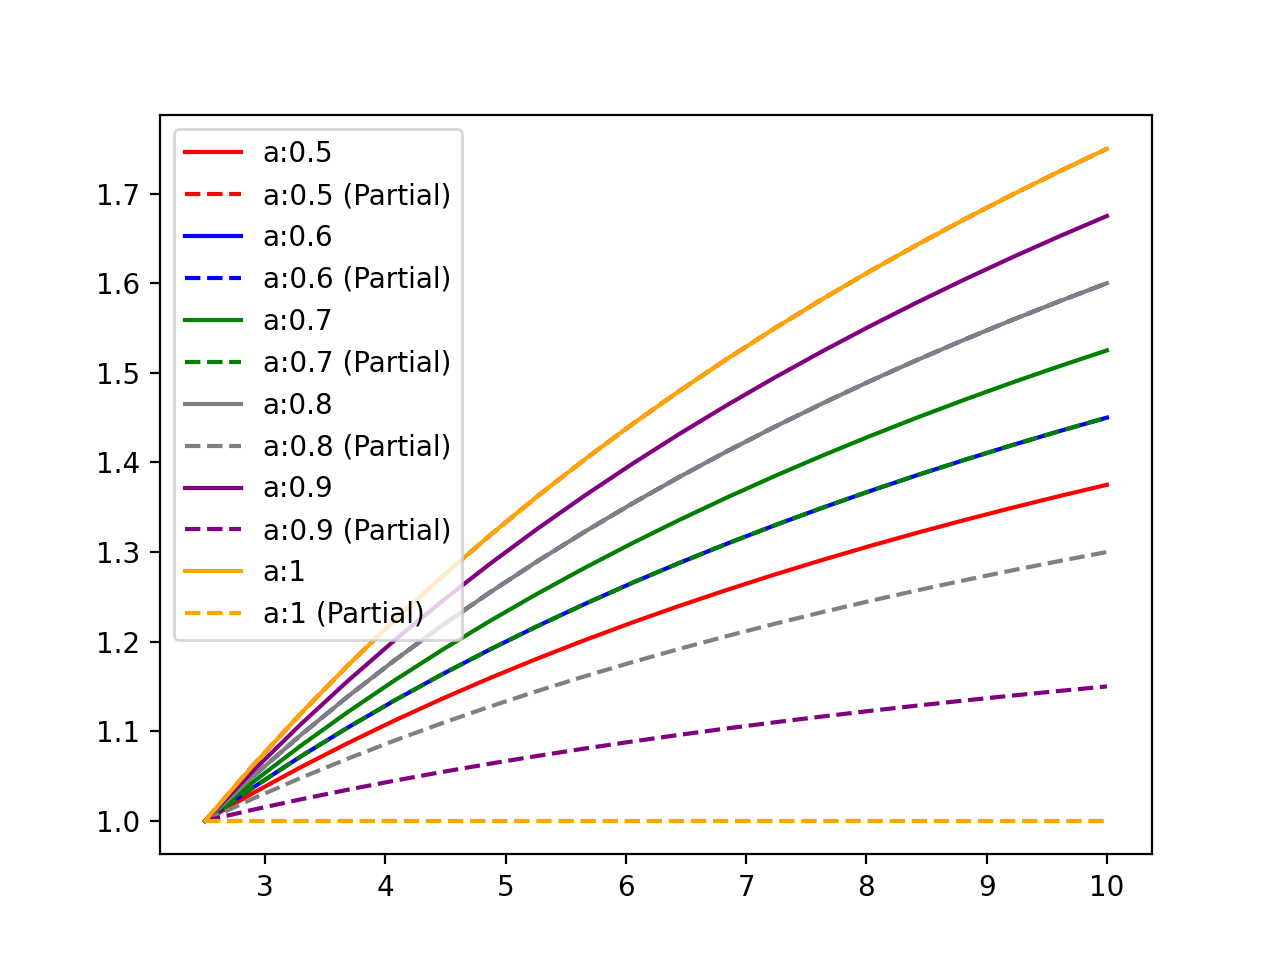 a:0.5
a:0.5 (Partial)
a:0.6
a:0.6 (Partial)
a:0.7
a:0.7 (Partial)
a:0.8
a:0.8 (Partial)
a:0.9
a:0.9 (Partial)
a:1
a:1 (Partial)
1.7
1.6
1.5
1.4
1.3
1.2
1.1
1.0
3 4 5 6 7 8 9 10